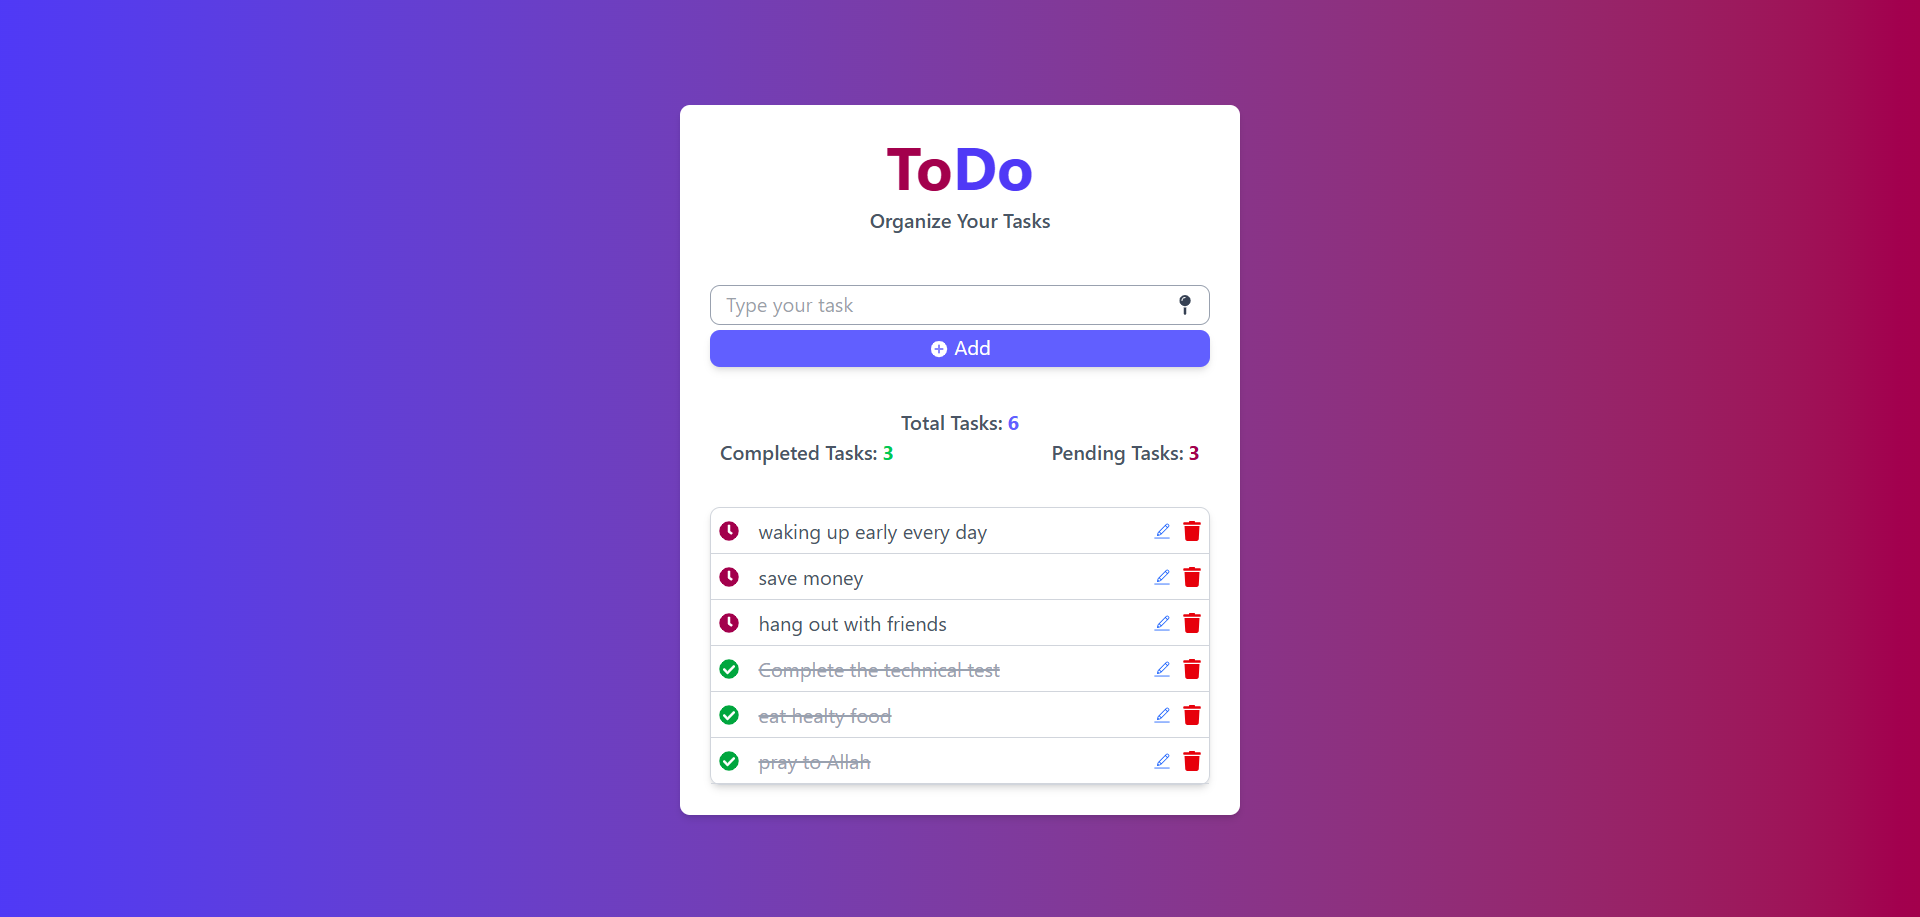 ToDo
Organize Your Tasks
Type your task
Add
Total Tasks: 6
Completed Tasks: 3
Pending Tasks: 3
waking up early every day
save money
hang out with friends
Complete the technical test
eat healty food
pray to Allah